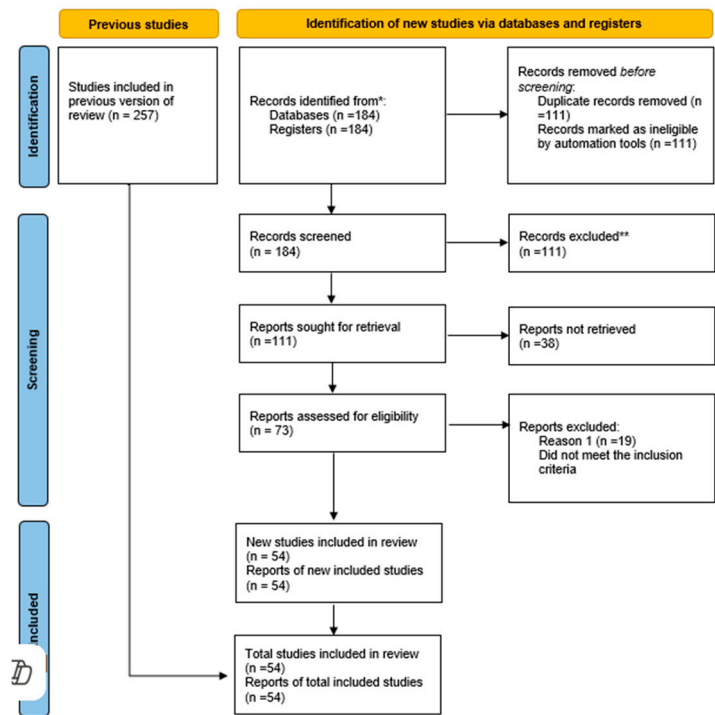 Previous studies
Identification of new studies via databases and registers
Identification
Studies included in
previous version of
review (n = 257)
Records identified from*:
Databases (n =184)
Registers (n =184)
Records removed before
screening:
Duplicate records removed (n
=111)
Records marked as ineligible
by automation tools (n =111)
Screening
Records screened
(n = 184)
Records excluded**
(n =111)
Reports sought for retrieval
(n =111)
Reports not retrieved
(n =38)
Reports assessed for eligibility
(n = 73)
Reports excluded:
Reason 1 (n =19)
Did not meet the inclusion
criteria
Included
New studies included in review
(n = 54)
Reports of new included studies
(n = 54)
Total studies included in review
(n =54)
Reports of total included studies
(n =54)